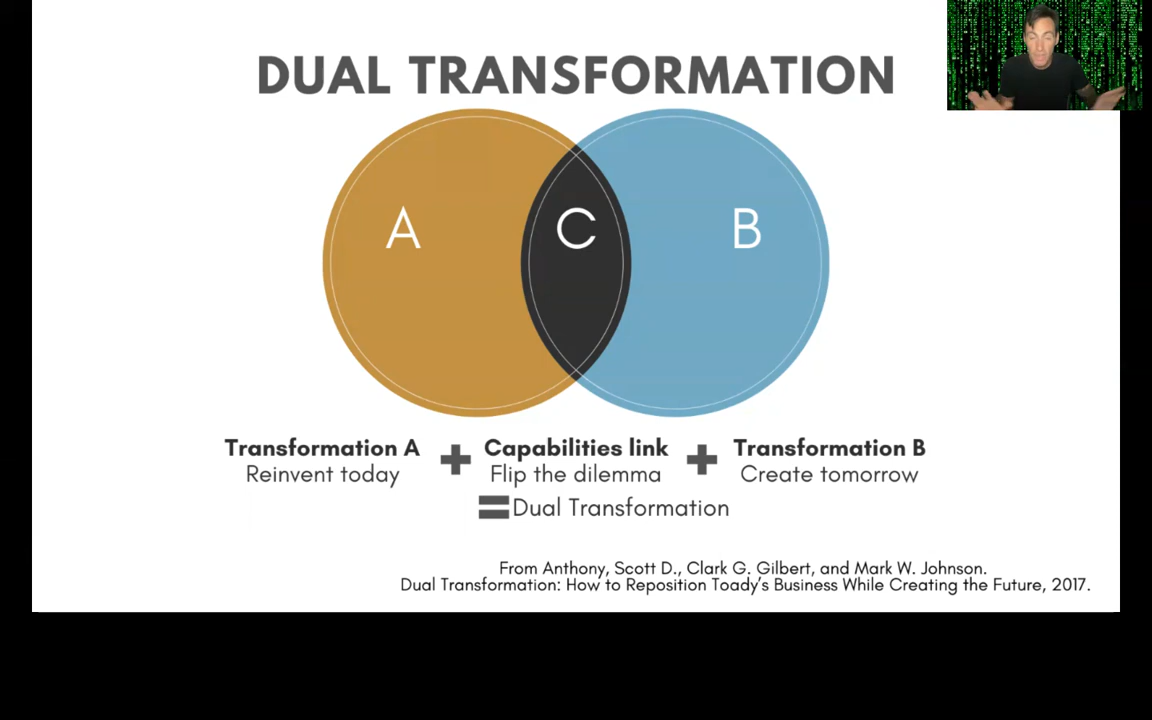 DUAL TRANSFORMATION
A C B
Transformation A + Capabilities link + Transformation B
Reinvent today Flip the dilemma Create tomorrow
= Dual Transformation
From Anthony, Scott D., Clark G. Gilbert, and Mark W. Johnson.
Dual Transformation: How to Reposition Toady's Business While Creating the Future, 2017.